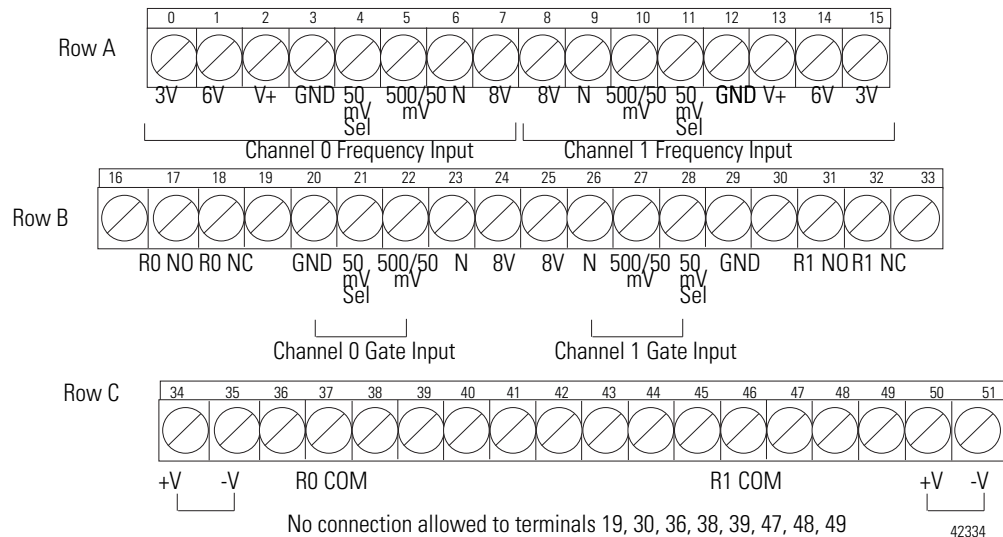 0 1 2 3 4 5 6 7 8 9 10 11 12 13 14 15
Row A
3V 6V V+ GND 50 mV Sel 500/50 mV N 8V 8V N 500/50 mV 50 mV Sel GND V+ 6V 3V
Channel 0 Frequency Input Channel 1 Frequency Input
16 17 18 19 20 21 22 23 24 25 26 27 28 29 30 31 32 33
Row B
R0 NO R0 NC GND 50 mV Sel 500/50 mV N 8V 8V N 500/50 mV 50 mV Sel GND R1 NO R1 NC
Channel 0 Gate Input Channel 1 Gate Input
Row C
34 35 36 37 38 39 40 41 42 43 44 45 46 47 48 49 50 51
+V -V R0 COM R1 COM +V -V
No connection allowed to terminals 19, 30, 36, 38, 39, 47, 48, 49
42334